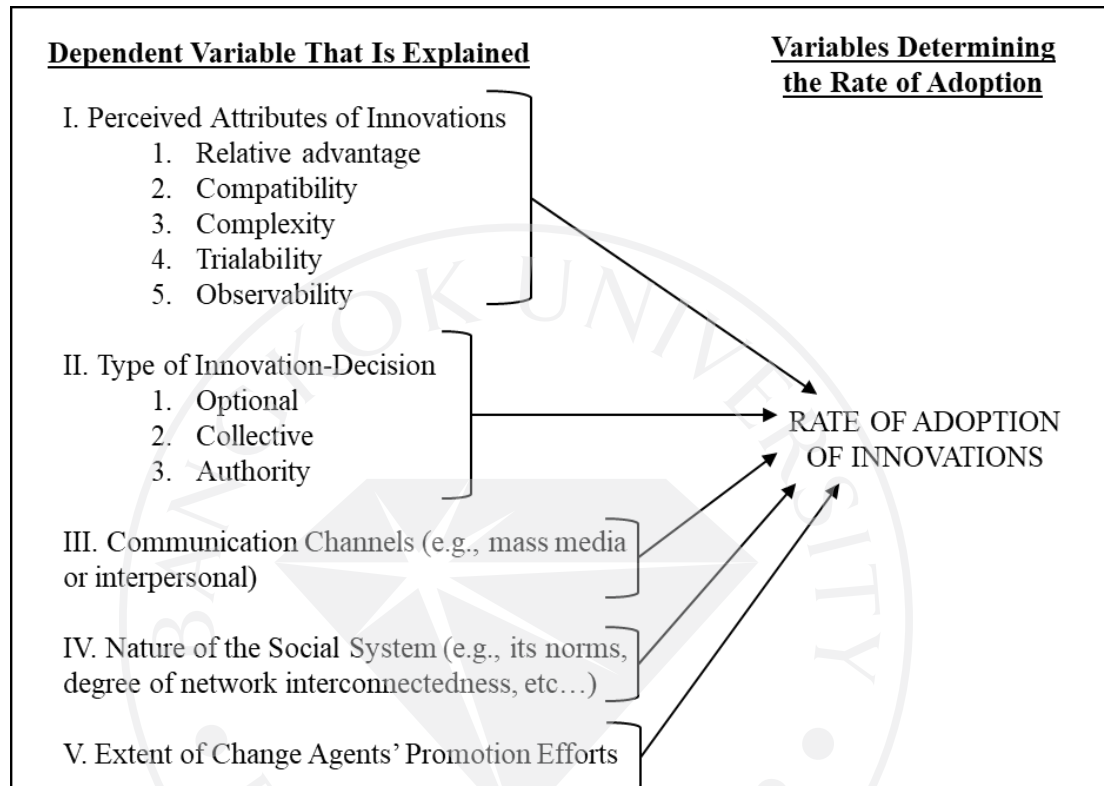 Dependent Variable That Is Explained
Variables Determining
the Rate of Adoption
I. Perceived Attributes of Innovations
1. Relative advantage
2. Compatibility
3. Complexity
4. Trialability
5. Observability
II. Type of Innovation-Decision
1. Optional
2. Collective
3. Authority
III. Communication Channels (e.g., mass media
or interpersonal)
IV. Nature of the Social System (e.g., its norms,
degree of network interconnectedness, etc…)
V. Extent of Change Agents’ Promotion Efforts
RATE OF ADOPTION
OF INNOVATIONS
BANGKOK UNIVERSITY